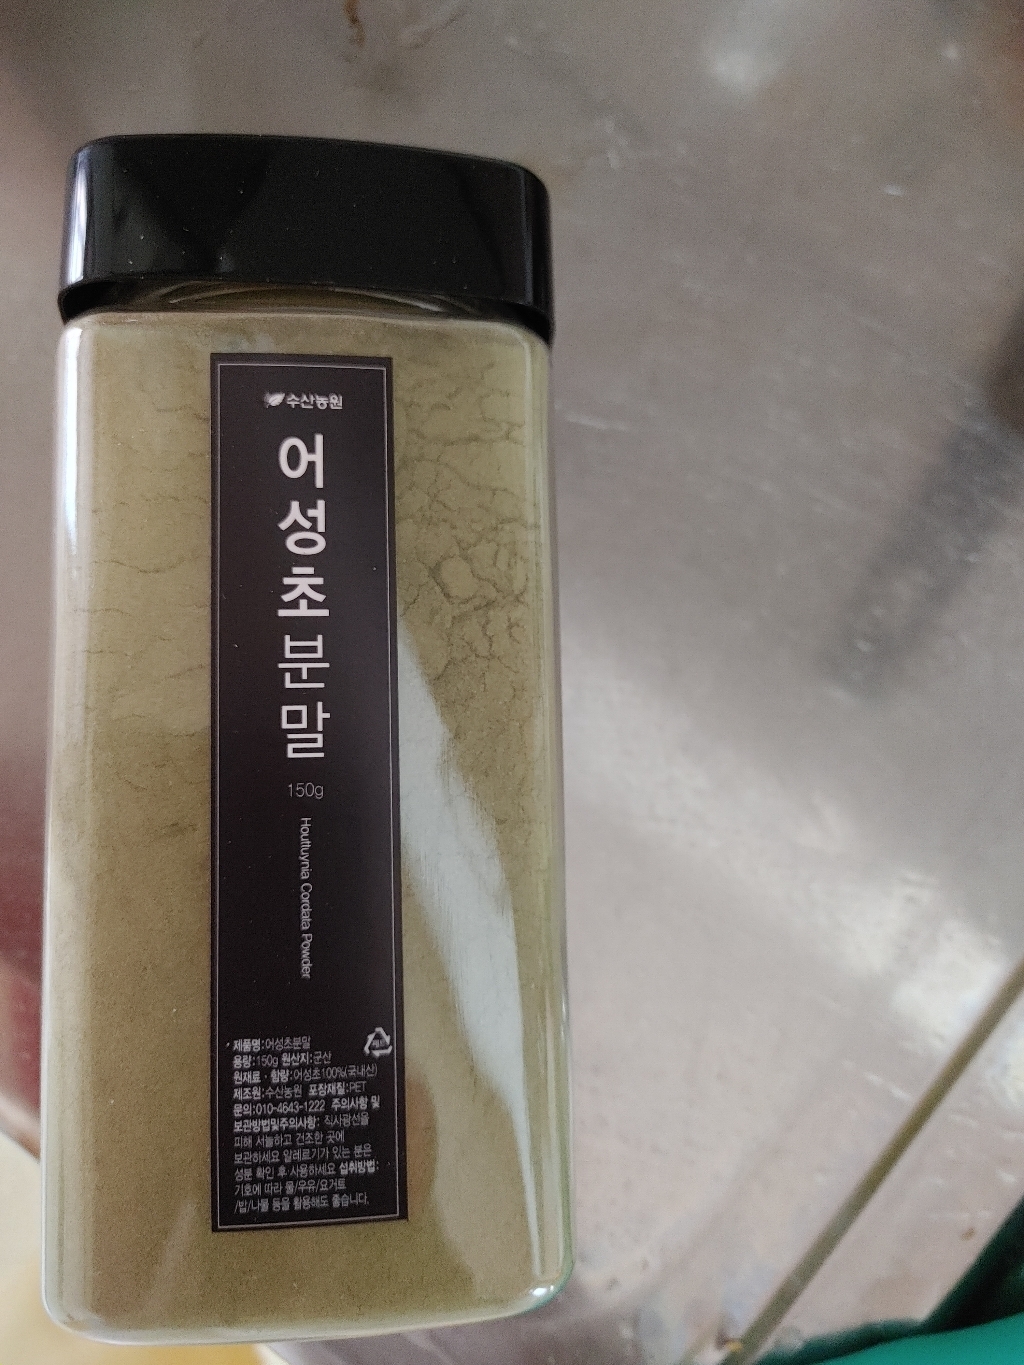 수산농원
어성초분말
150g
Houttuynia Cordata Powder
제품명:어성초분말
용량:150g 원산지:군산
원재료·함량:어성초100%(국내산)
제조원:수산농원 포장재질:PET
문의:010-4643-1222 주의사항 및
보관방법및주의사항: 직사광선을
피해 서늘하고 건조한 곳에
보관하세요 알레르기가 있는 분은
성분 확인 후 사용하세요 섭취방법:
기호에 따라 물/우유/요거트
/밥/나물 등을 활용해도 좋습니다.